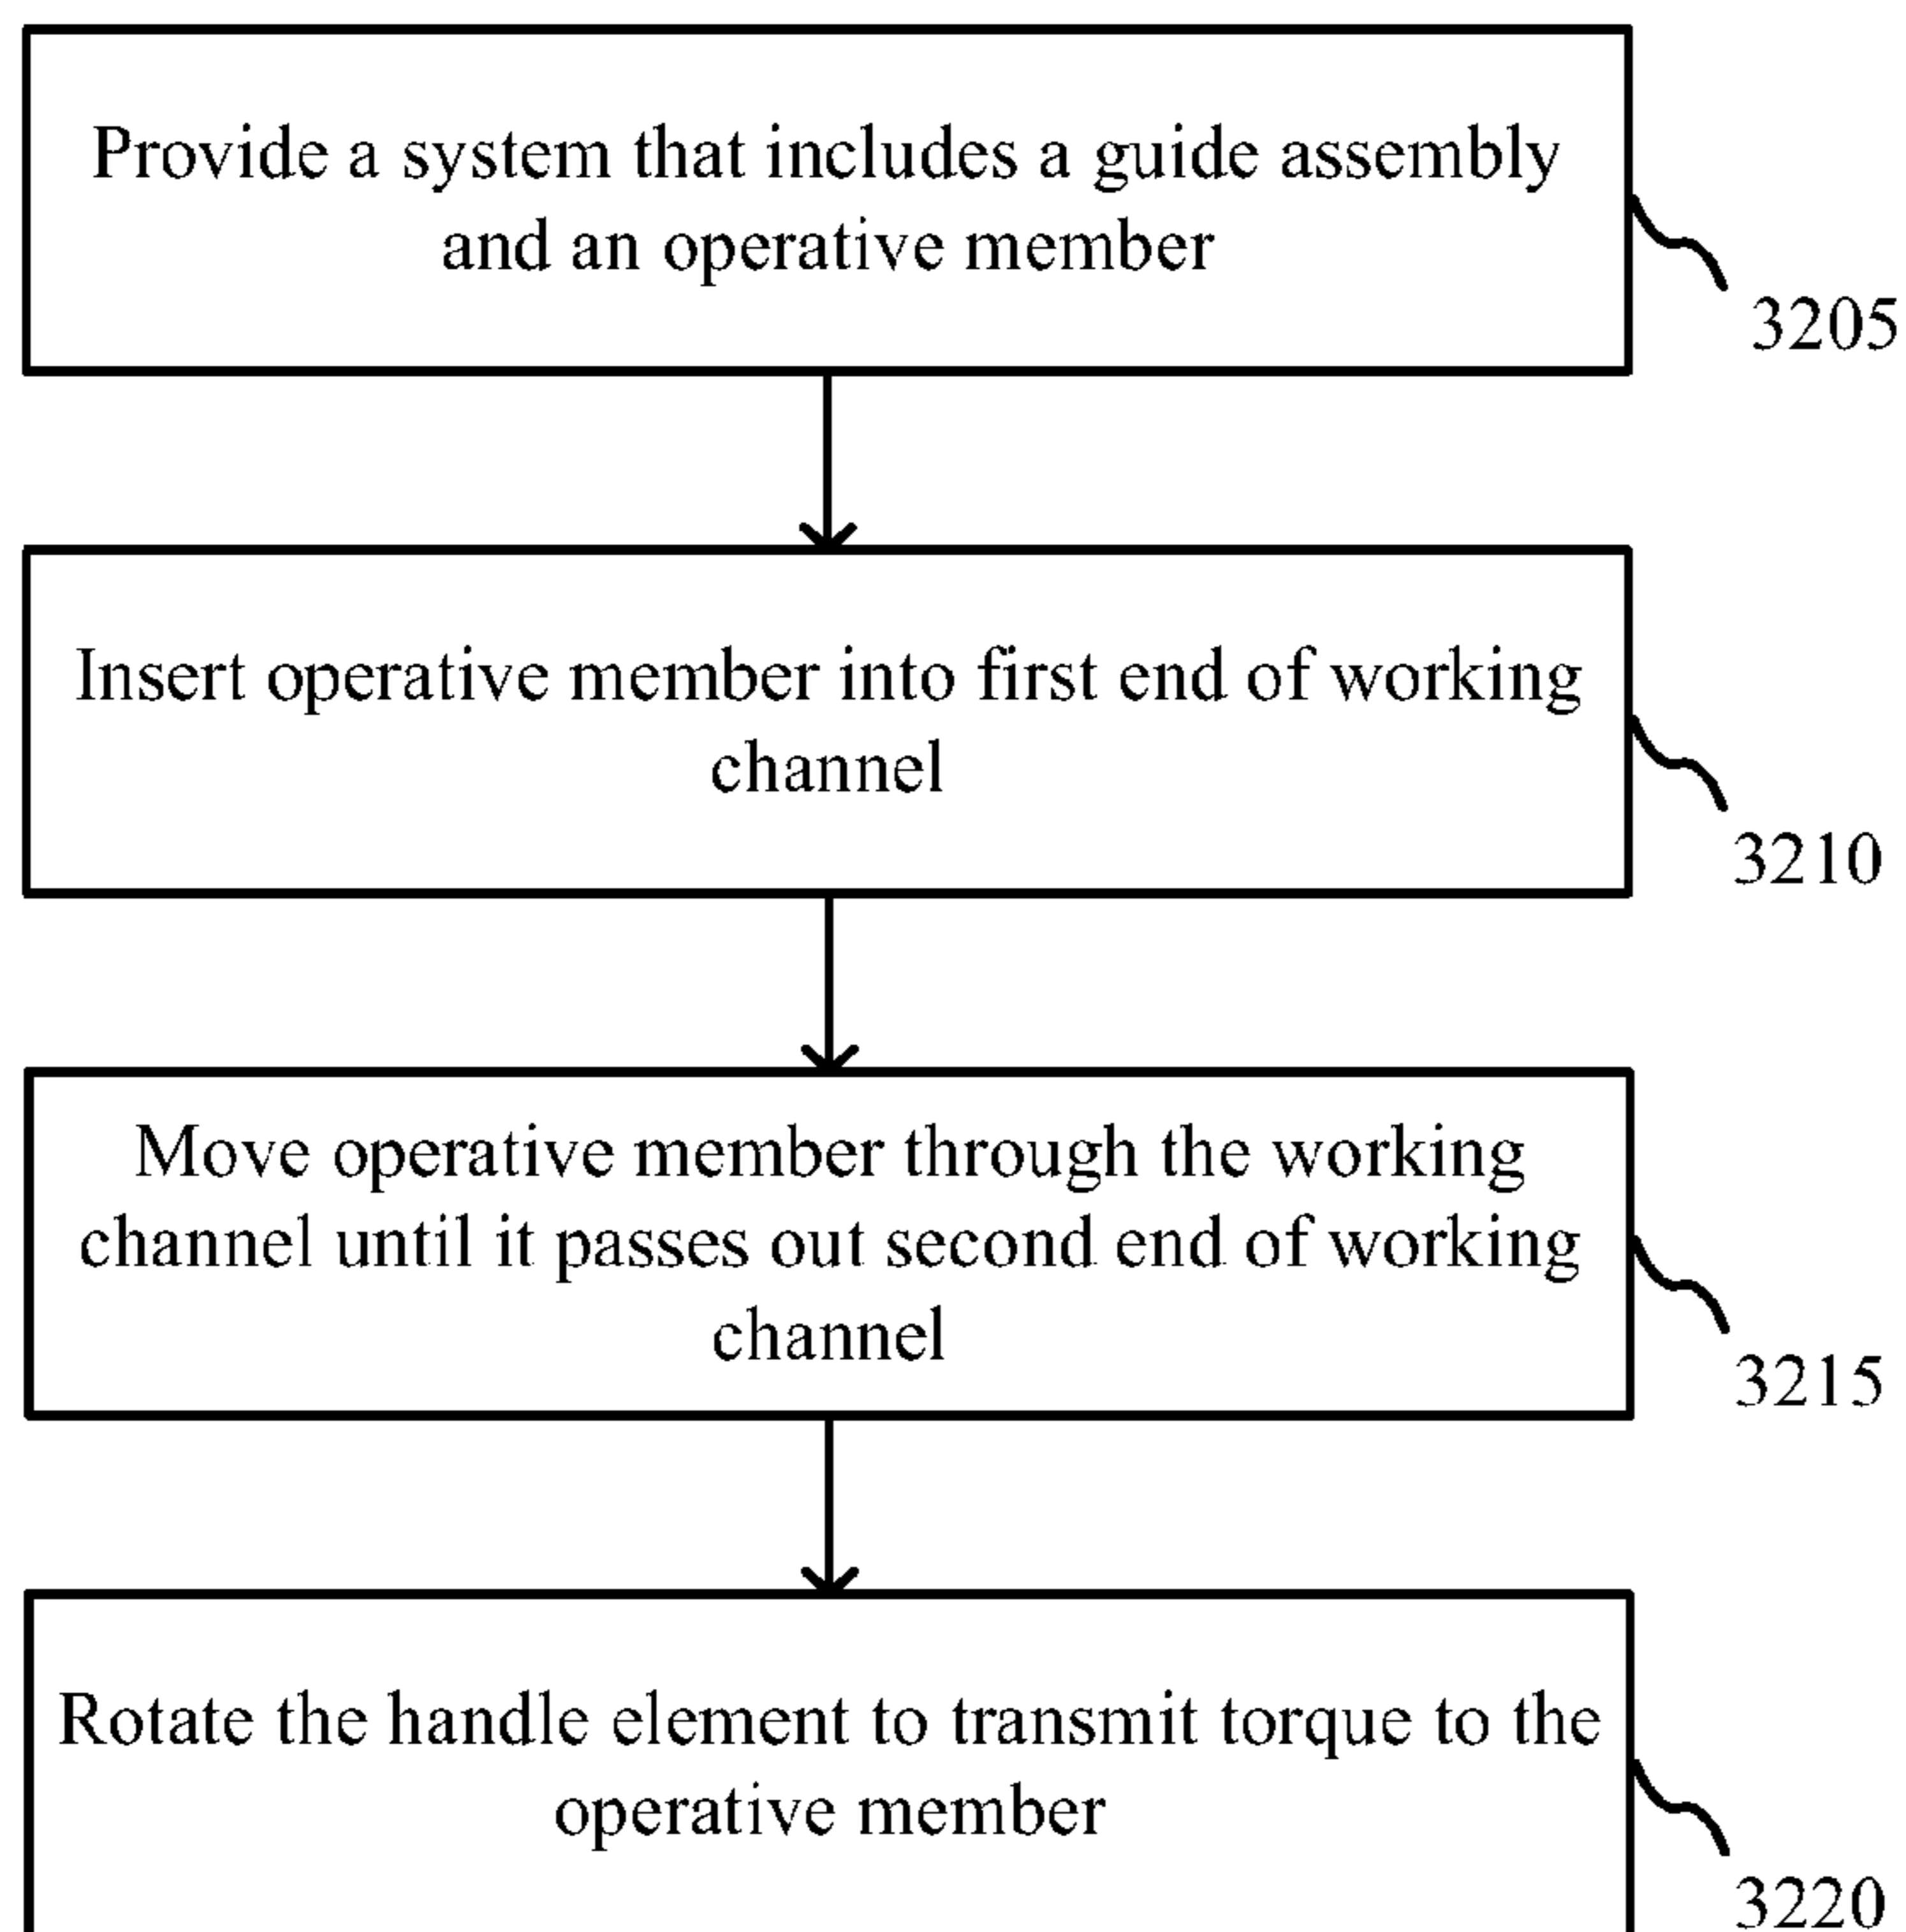 Provide a system that includes a guide assembly
and an operative member
3205
Insert operative member into first end of working
channel
3210
Move operative member through the working
channel until it passes out second end of working
channel
3215
Rotate the handle element to transmit torque to the
operative member
3220